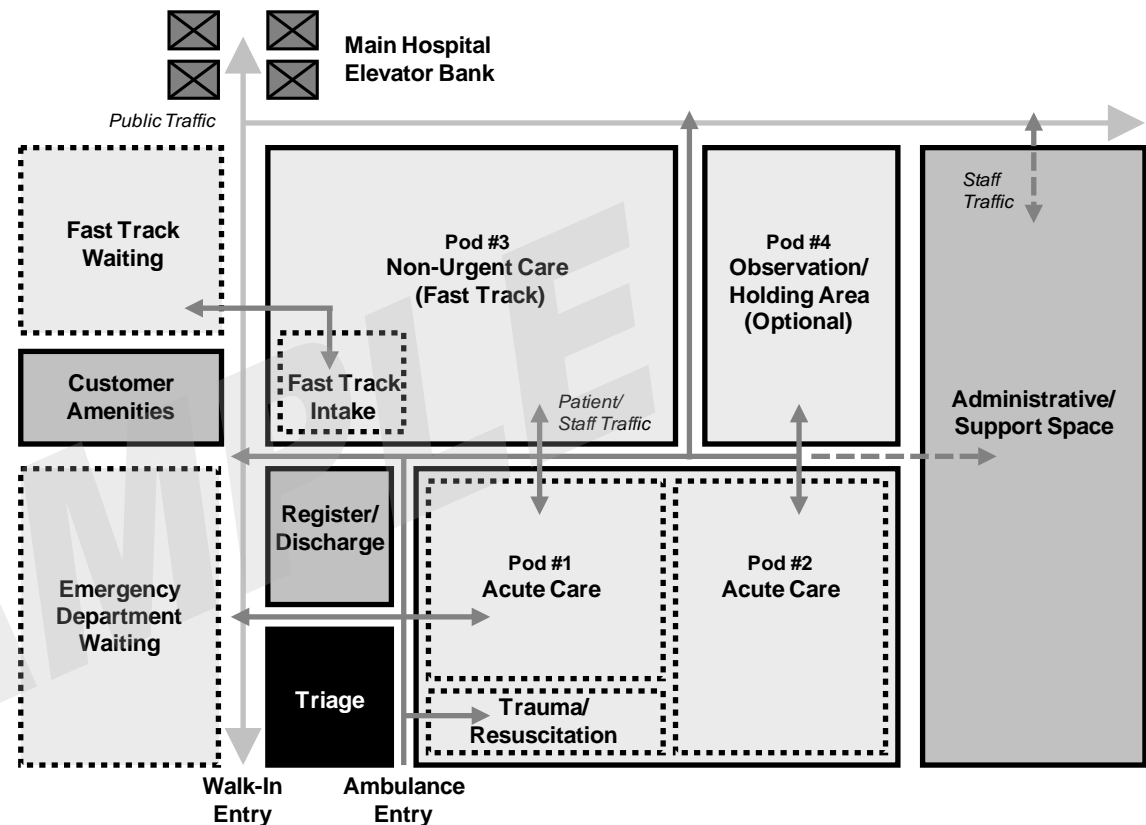 Main Hospital
Elevator Bank
Public Traffic
Staff
Traffic
Fast Track
Waiting
Pod #3
Non-Urgent Care
(Fast Track)
Pod #4
Observation/
Holding Area
(Optional)
Customer
Amenities
Fast Track
Intake
Patient/
Staff Traffic
Administrative/
Support Space
Register/
Discharge
Pod #1
Acute Care
Pod #2
Acute Care
Emergency
Department
Waiting
Triage
Trauma/
Resuscitation
Walk-In
Entry
Ambulance
Entry
AMPLE